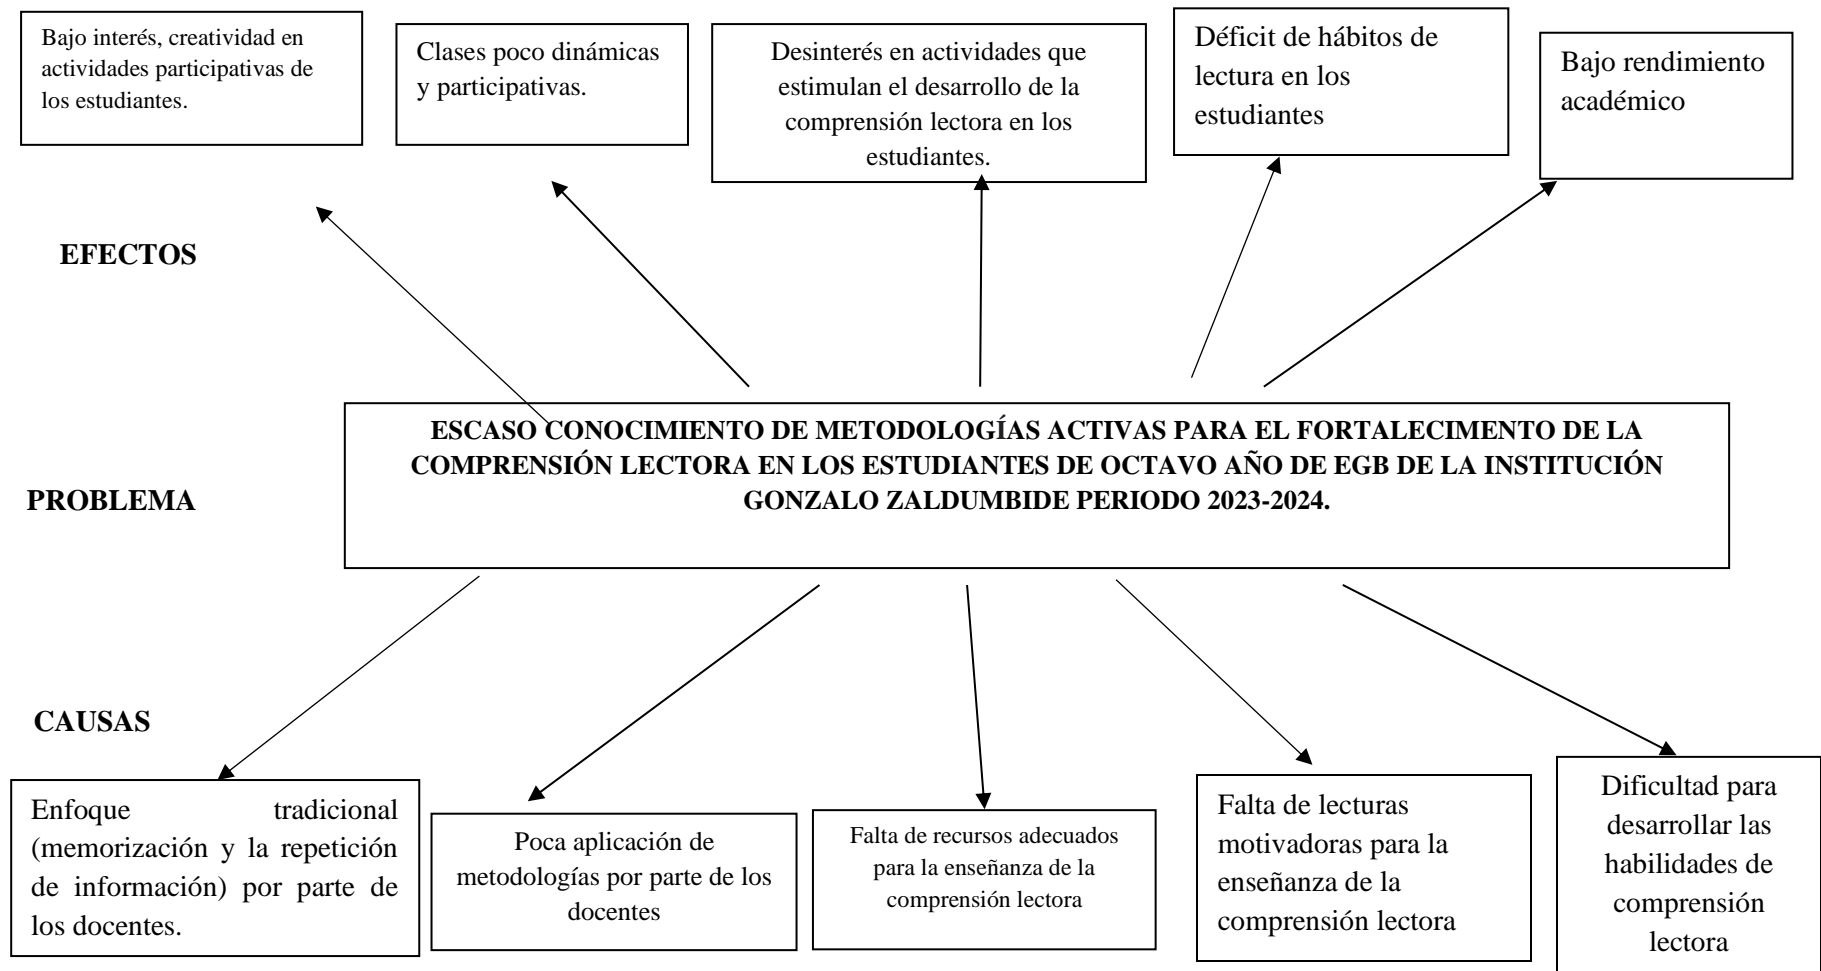 Bajo interés, creatividad en
actividades participativas de
los estudiantes.
Clases poco dinámicas
y participativas.
Desinterés en actividades que
estimulan el desarrollo de la
comprensión lectora en los
estudiantes.
Déficit de hábitos de
lectura en los
estudiantes
Bajo rendimiento
académico
EFECTOS
PROBLEMA
ESCASO CONOCIMIENTO DE METODOLOGÍAS ACTIVAS PARA EL FORTALECIMENTO DE LA
COMPRENSIÓN LECTORA EN LOS ESTUDIANTES DE OCTAVO AÑO DE EGB DE LA INSTITUCIÓN
GONZALO ZALDUMBIDE PERIODO 2023-2024.
CAUSAS
Enfoque tradicional
(memorización y la repetición
de información) por parte de
los docentes.
Poca aplicación de
metodologías por parte de los
docentes
Falta de recursos adecuados
para la enseñanza de la
comprensión lectora
Falta de lecturas
motivadoras para la
enseñanza de la
comprensión lectora
Dificultad para
desarrollar las
habilidades de
comprensión
lectora